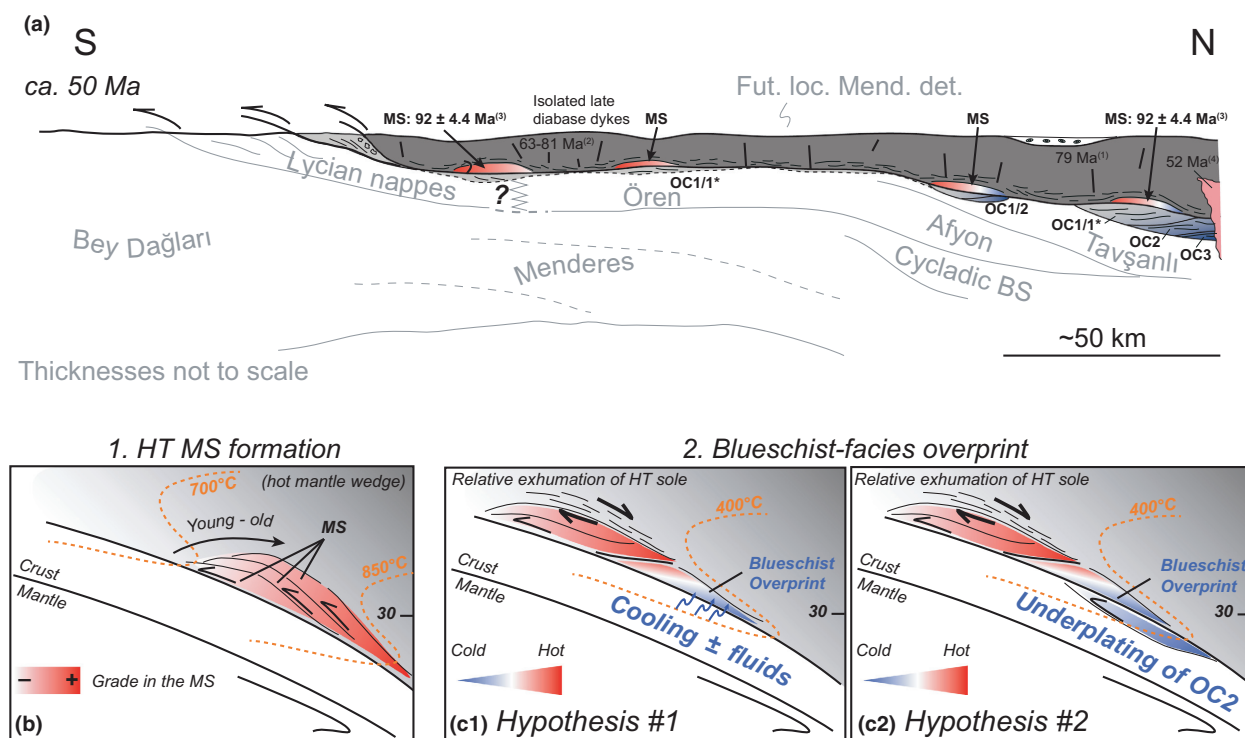 (a)
S
N
ca. 50 Ma
Fut. loc. Mend. det.
Isolated late
diabase dykes
MS: 92 ± 4.4 Ma(3)
MS
MS
MS: 92 ± 4.4 Ma(3)
63-81 Ma(2)
79 Ma(1)
52 Ma(4)
Lycian nappes
?
OC1/1*
Ören
OC1/2
OC1/1*
OC2
OC3
Bey Dağları
Menderes
Afyon
Tavşanlı
Cycladic BS
~50 km
Thicknesses not to scale
1. HT MS formation
2. Blueschist-facies overprint
700°C
(hot mantle wedge)
Young - old
MS
850°C
Crust
Mantle
30
– +
Grade in the MS
(b)
Relative exhumation of HT sole
400°C
Blueschist
Overprint
Crust
Mantle
30
Cooling ± fluids
Cold
Hot
(c1) Hypothesis #1
Relative exhumation of HT sole
400°C
Blueschist
Overprint
Crust
Mantle
30
Underplating of OC2
Cold
Hot
(c2) Hypothesis #2